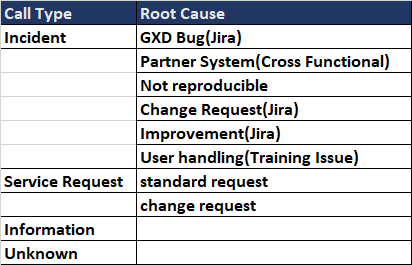 Call Type Root Cause
Incident GXD Bug(Jira)
Partner System(Cross Functional)
Not reproducible
Change Request(Jira)
Improvement(Jira)
User handling(Training Issue)
Service Request standard request
change request
Information
Unknown